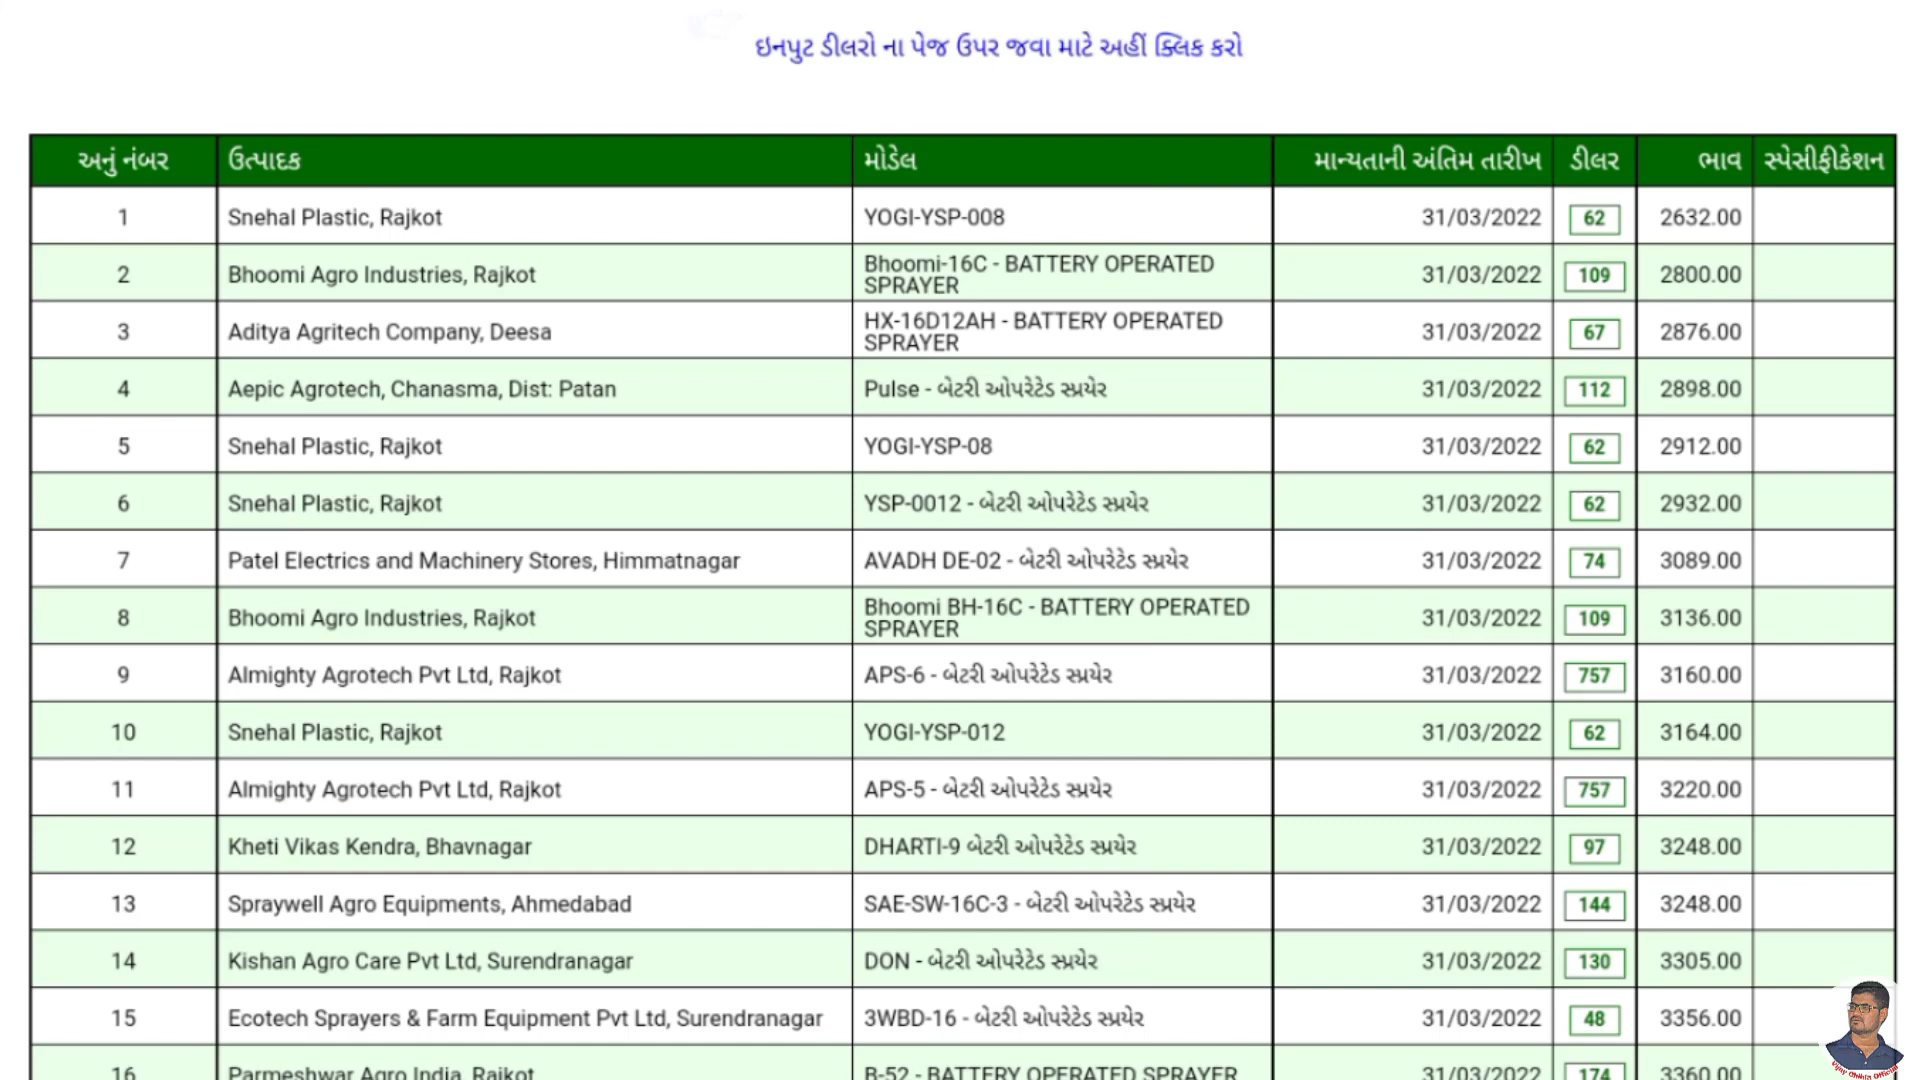 ઇનપુટ ડીલરો ના પેજ ઉપર જવા માટે અહીં ક્લિક કરો
અનું નંબર ઉત્પાદક મોડેલ માન્યતાની અંતિમ તારીખ ડીલર ભાવ સ્પેસીફીકેશન
1 Snehal Plastic, Rajkot YOGI-YSP-008 31/03/2022 62 2632.00
2 Bhoomi Agro Industries, Rajkot Bhoomi-16C - BATTERY OPERATED SPRAYER 31/03/2022 109 2800.00
3 Aditya Agritech Company, Deesa HX-16D12AH - BATTERY OPERATED SPRAYER 31/03/2022 67 2876.00
4 Aepic Agrotech, Chanasma, Dist: Patan Pulse - બેટરી ઓપરેટેડ સ્પ્રયેર 31/03/2022 112 2898.00
5 Snehal Plastic, Rajkot YOGI-YSP-08 31/03/2022 62 2912.00
6 Snehal Plastic, Rajkot YSP-0012 - બેટરી ઓપરેટેડ સ્પ્રયેર 31/03/2022 62 2932.00
7 Patel Electrics and Machinery Stores, Himmatnagar AVADH DE-02 - બેટરી ઓપરેટેડ સ્પ્રયેર 31/03/2022 74 3089.00
8 Bhoomi Agro Industries, Rajkot Bhoomi BH-16C - BATTERY OPERATED SPRAYER 31/03/2022 109 3136.00
9 Almighty Agrotech Pvt Ltd, Rajkot APS-6 - બેટરી ઓપરેટેડ સ્પ્રયેર 31/03/2022 757 3160.00
10 Snehal Plastic, Rajkot YOGI-YSP-012 31/03/2022 62 3164.00
11 Almighty Agrotech Pvt Ltd, Rajkot APS-5 - બેટરી ઓપરેટેડ સ્પ્રયેર 31/03/2022 757 3220.00
12 Kheti Vikas Kendra, Bhavnagar DHARTI-9 બેટરી ઓપરેટેડ સ્પ્રયેર 31/03/2022 97 3248.00
13 Spraywell Agro Equipments, Ahmedabad SAE-SW-16C-3 - બેટરી ઓપરેટેડ સ્પ્રયેર 31/03/2022 144 3248.00
14 Kishan Agro Care Pvt Ltd, Surendranagar DON - બેટરી ઓપરેટેડ સ્પ્રયેર 31/03/2022 130 3305.00
15 Ecotech Sprayers & Farm Equipment Pvt Ltd, Surendranagar 3WBD-16 - બેટરી ઓપરેટેડ સ્પ્રયેર 31/03/2022 48 3356.00
16 Parmeshwar Agro India, Rajkot B-52 - BATTERY OPERATED SPRAYER 31/03/2022 174 3360.00